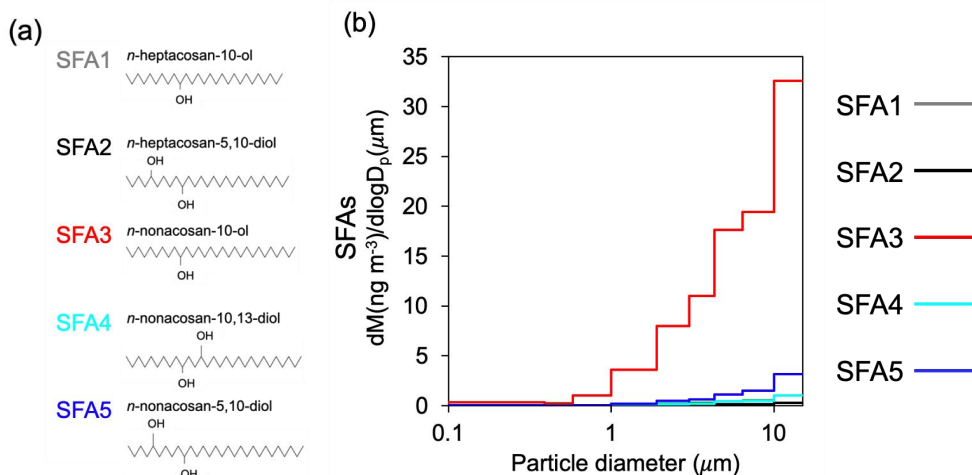 (a)
SFA1
n-heptacosan-10-ol
OH
SFA2
n-heptacosan-5,10-diol
OH
OH
SFA3
n-nonacosan-10-ol
OH
SFA4
n-nonacosan-10,13-diol
OH
OH
SFA5
n-nonacosan-5,10-diol
OH
OH
(b)
SFAs
dM(ng m-3)/dlogDp(μm)
35
30
25
20
15
10
5
0
0.1
1
10
Particle diameter (μm)
SFA1
SFA2
SFA3
SFA4
SFA5